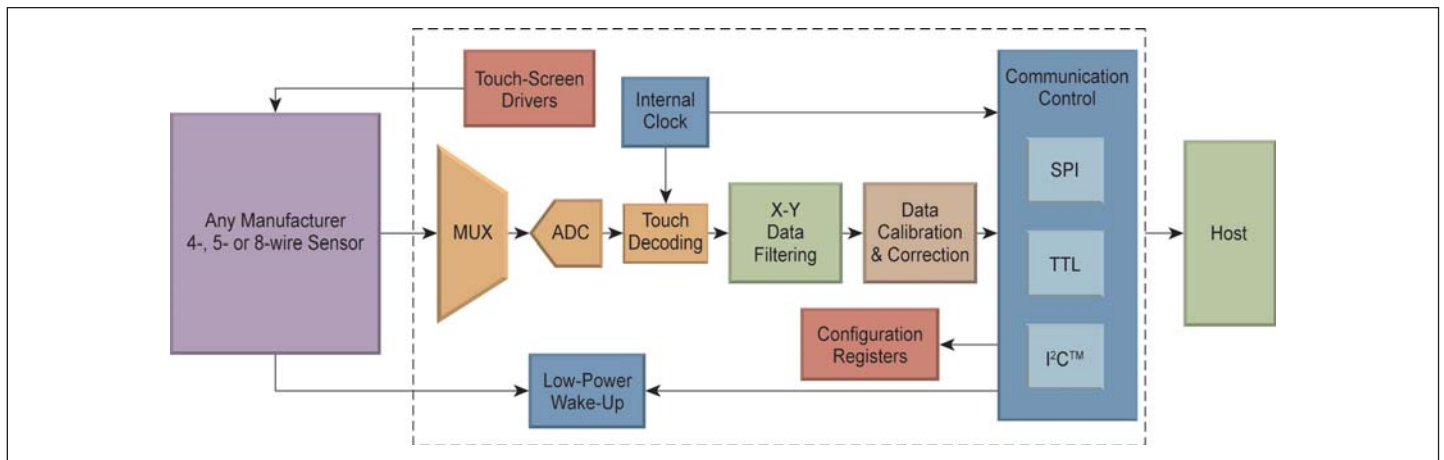 Touch-Screen
Drivers
Internal
Clock
Communication
Control
Any Manufacturer
4-, 5- or 8-wire Sensor
MUX
ADC
Touch
Decoding
X-Y
Data
Filtering
Data
Calibration
& Correction
SPI
TTL
I²C™
Host
Configuration
Registers
Low-Power
Wake-Up